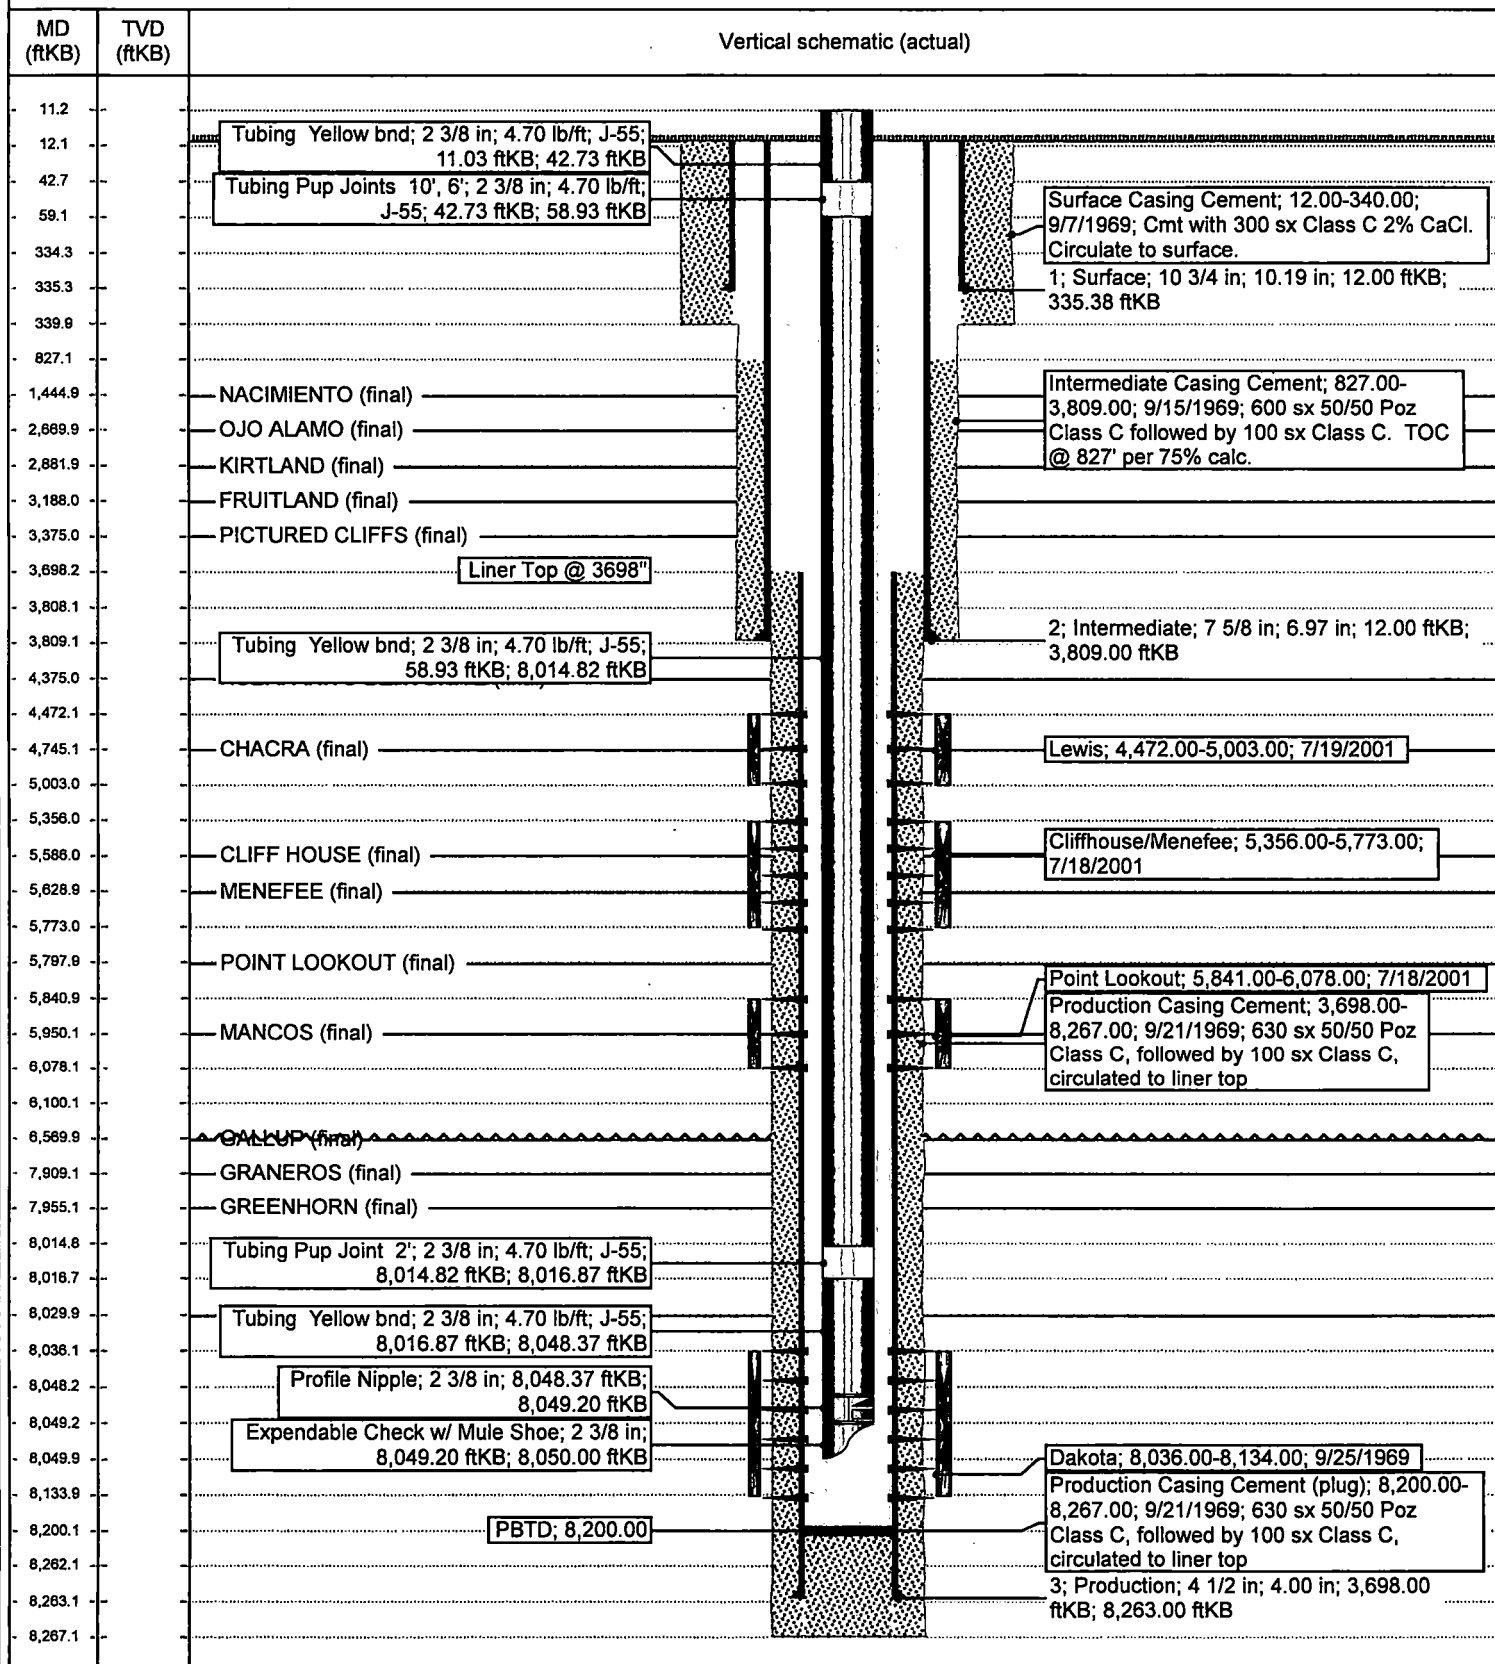 MD
(ftKB)
TVD
(ftKB)
Vertical schematic (actual)
11.2
12.1
42.7
59.1
334.3
335.3
339.9
827.1
1,444.9
2,669.9
2,881.9
3,188.0
3,375.0
3,698.2
3,808.1
3,809.1
4,375.0
4,472.1
4,745.1
5,003.0
5,356.0
5,586.0
5,628.9
5,773.0
5,797.9
5,840.9
5,950.1
6,078.1
6,100.1
6,569.9
7,909.1
7,955.1
8,014.8
8,016.7
8,029.9
8,036.1
8,048.2
8,049.2
8,049.9
8,133.9
8,200.1
8,262.1
8,263.1
8,267.1
Tubing Yellow bnd; 2 3/8 in; 4.70 lb/ft; J-55;
11.03 ftKB; 42.73 ftKB
Tubing Pup Joints 10', 6'; 2 3/8 in; 4.70 lb/ft;
J-55; 42.73 ftKB; 58.93 ftKB
NACIMIENTO (final)
OJO ALAMO (final)
KIRTLAND (final)
FRUITLAND (final)
PICTURED CLIFFS (final)
Liner Top @ 3698"
Tubing Yellow bnd; 2 3/8 in; 4.70 lb/ft; J-55;
58.93 ftKB; 8,014.82 ftKB
CHACRA (final)
CLIFF HOUSE (final)
MENEFEE (final)
POINT LOOKOUT (final)
MANCOS (final)
GALLUP (final)
GRANEROS (final)
GREENHORN (final)
Tubing Pup Joint 2'; 2 3/8 in; 4.70 lb/ft; J-55;
8,014.82 ftKB; 8,016.87 ftKB
Tubing Yellow bnd; 2 3/8 in; 4.70 lb/ft; J-55;
8,016.87 ftKB; 8,048.37 ftKB
Profile Nipple; 2 3/8 in; 8,048.37 ftKB;
8,049.20 ftKB
Expendable Check w/ Mule Shoe; 2 3/8 in;
8,049.20 ftKB; 8,050.00 ftKB
PBTD; 8,200.00
Surface Casing Cement; 12.00-340.00;
9/7/1969; Cmt with 300 sx Class C 2% CaCl.
Circulate to surface.
1; Surface; 10 3/4 in; 10.19 in; 12.00 ftKB;
335.38 ftKB
Intermediate Casing Cement; 827.00-
3,809.00; 9/15/1969; 600 sx 50/50 Poz
Class C followed by 100 sx Class C. TOC
@ 827' per 75% calc.
2; Intermediate; 7 5/8 in; 6.97 in; 12.00 ftKB;
3,809.00 ftKB
Lewis; 4,472.00-5,003.00; 7/19/2001
Cliffhouse/Menefee; 5,356.00-5,773.00;
7/18/2001
Point Lookout; 5,841.00-6,078.00; 7/18/2001
Production Casing Cement; 3,698.00-
8,267.00; 9/21/1969; 630 sx 50/50 Poz
Class C, followed by 100 sx Class C,
circulated to liner top
Dakota; 8,036.00-8,134.00; 9/25/1969
Production Casing Cement (plug); 8,200.00-
8,267.00; 9/21/1969; 630 sx 50/50 Poz
Class C, followed by 100 sx Class C,
circulated to liner top
3; Production; 4 1/2 in; 4.00 in; 3,698.00
ftKB; 8,263.00 ftKB